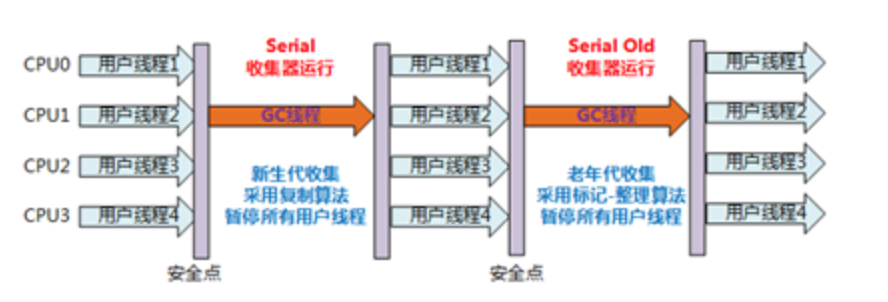 Serial
收集器运行
Serial Old
收集器运行
CPU0 用户线程1 用户线程1 用户线程1
CPU1 用户线程2 GC线程 用户线程2 GC线程 用户线程2
CPU2 用户线程3 用户线程3 用户线程3
CPU3 用户线程4 用户线程4 用户线程4
新生代收集
采用复制算法
暂停所有用户线程
老年代收集
采用标记-整理算法
暂停所有用户线程
安全点
安全点